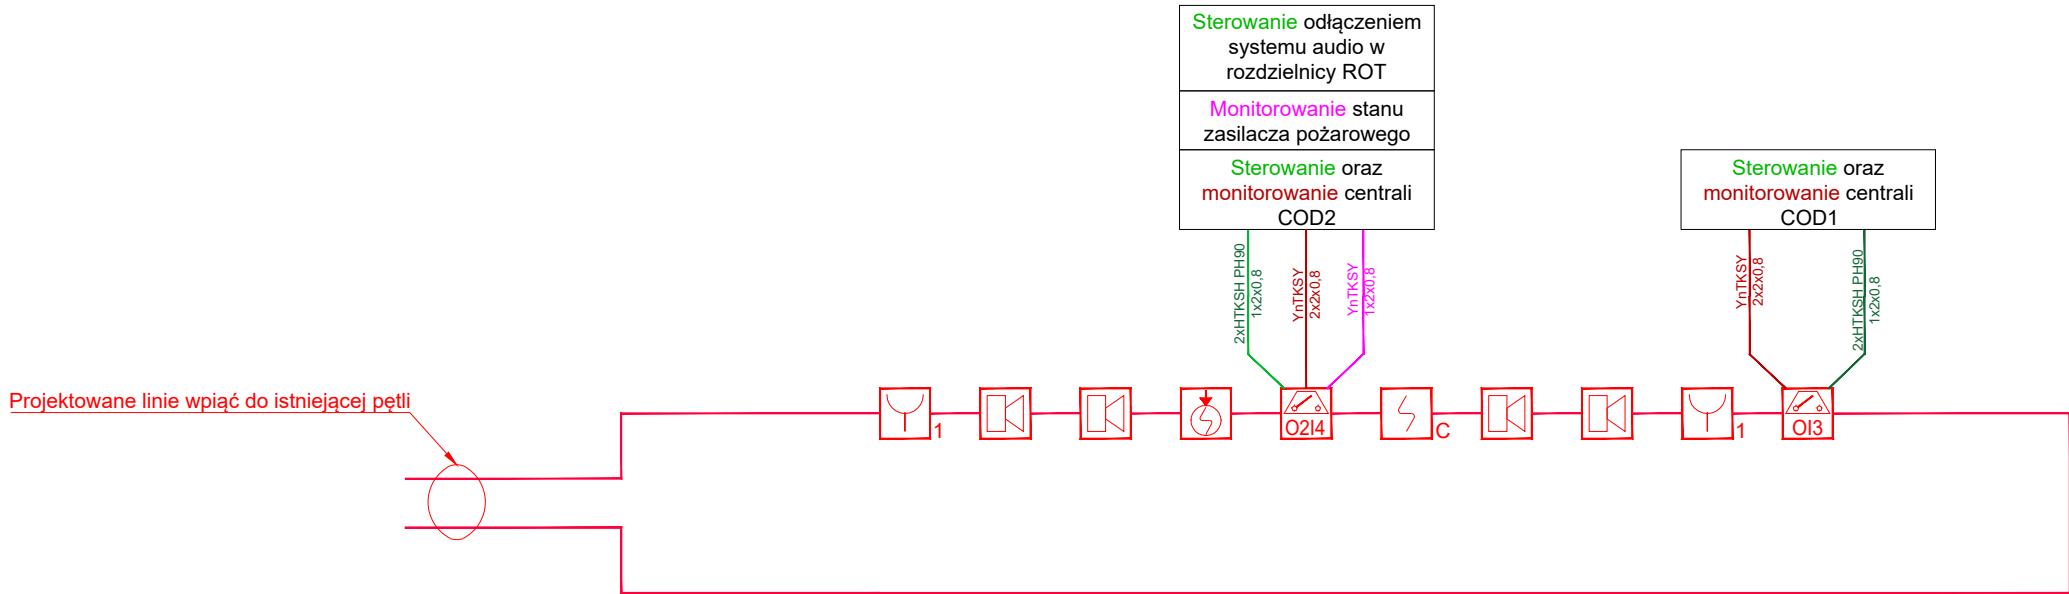 Sterowanie odłączeniem
systemu audio w
rozdzielnicy ROT
Monitorowanie stanu
zasilacza pożarowego
Sterowanie oraz
monitorowanie centrali
COD2
Sterowanie oraz
monitorowanie centrali
COD1
2xHTKSH PH90
1x2x0,8
YnTKSY
2x2x0,8
YnTKSY
1x2x0,8
YnTKSY
2x2x0,8
2xHTKSH PH90
1x2x0,8
Projektowane linie wpiąć do istniejącej pętli
1
O2I4
C
1
OI3